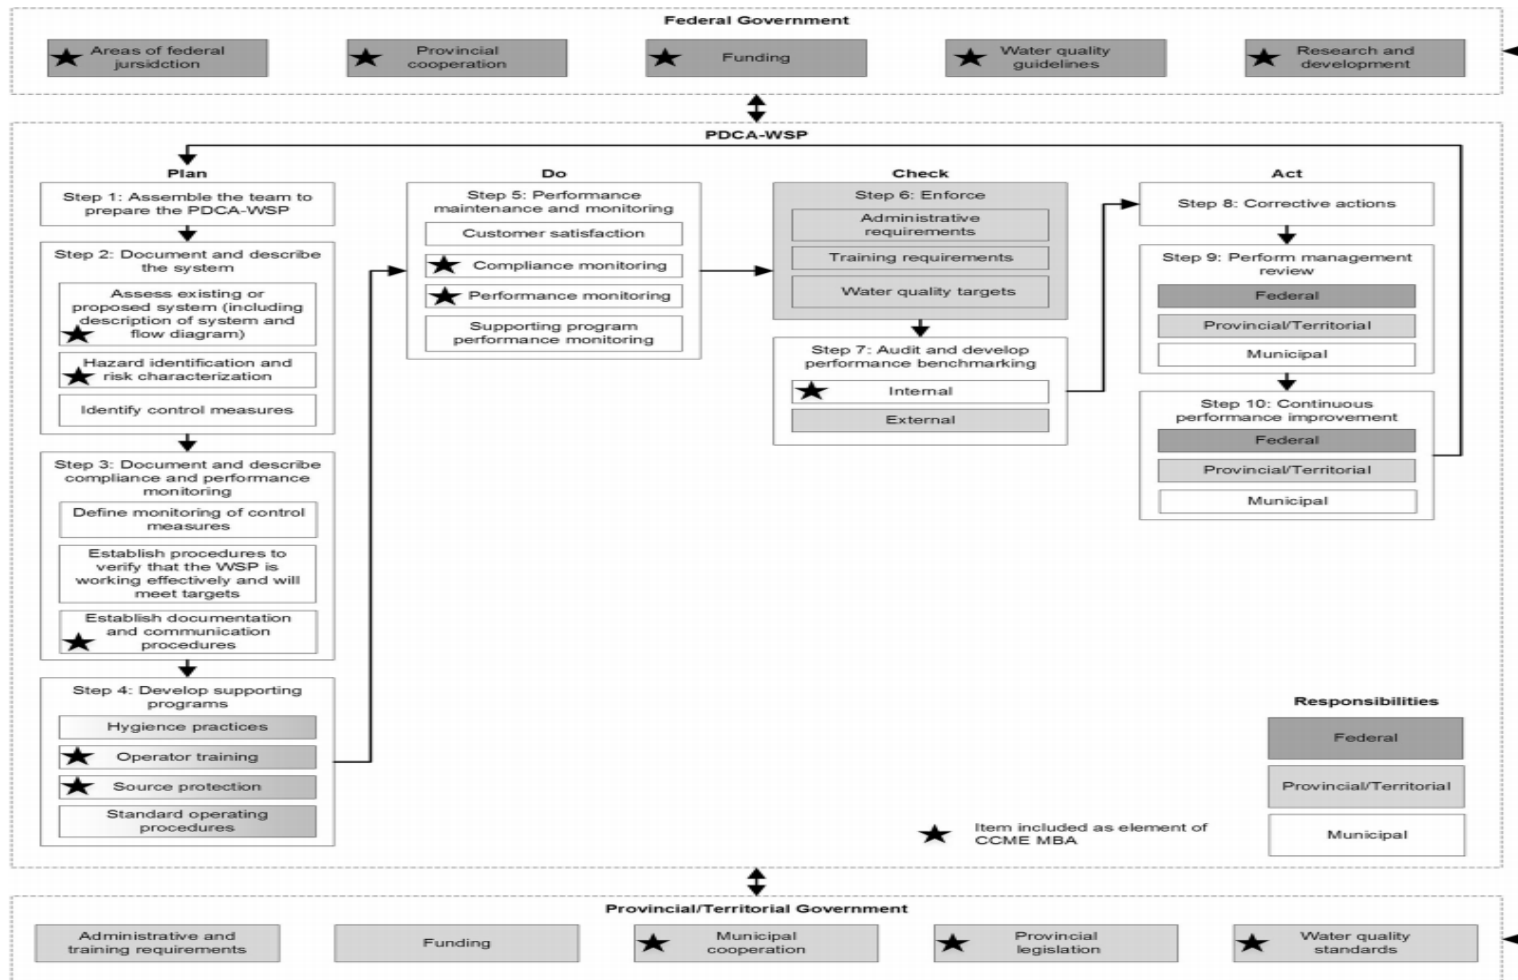 Federal Government
Areas of federal
jursidction
Provincial
cooperation
Funding
Water quality
guidelines
Research and
development
PDCA-WSP
Plan
Step 1: Assemble the team to
prepare the PDCA-WSP
Step 2: Document and describe
the system
Assess existing or
proposed system (including
description of system and
flow diagram)
Hazard identification and
risk characterization
Identify control measures
Step 3: Document and describe
compliance and performance
monitoring
Define monitoring of control
measures
Establish procedures to
verify that the WSP is
working effectively and will
meet targets
Establish documentation
and communication
procedures
Step 4: Develop supporting
programs
Hygience practices
Operator training
Source protection
Standard operating
procedures
Do
Step 5: Performance
maintenance and monitoring
Customer satisfaction
Compliance monitoring
Performance monitoring
Supporting program
performance monitoring
Check
Step 6: Enforce
Administrative
requirements
Training requirements
Water quality targets
Step 7: Audit and develop
performance benchmarking
Internal
External
Act
Step 8: Corrective actions
Step 9: Perform management
review
Federal
Provincial/Territorial
Municipal
Step 10: Continuous
performance improvement
Federal
Provincial/Territorial
Municipal
Responsibilities
Federal
Provincial/Territorial
Municipal
Item included as element of
CCME MBA
Provincial/Territorial Government
Administrative and
training requirements
Funding
Municipal
cooperation
Provincial
legislation
Water quality
standards